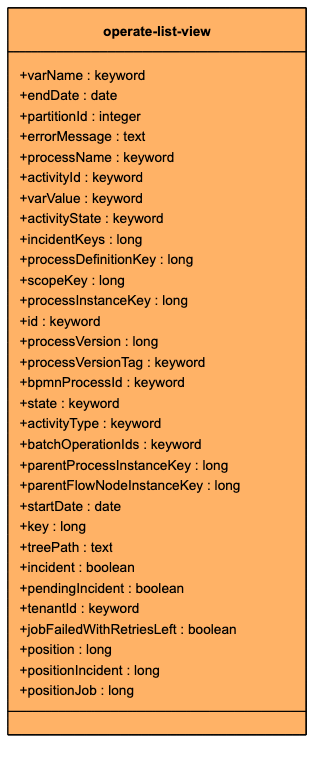 operate-list-view
+varName : keyword
+endDate : date
+partitionId : integer
+errorMessage : text
+processName : keyword
+activityId : keyword
+varValue : keyword
+activityState : keyword
+incidentKeys : long
+processDefinitionKey : long
+scopeKey : long
+processInstanceKey : long
+id : keyword
+processVersion : long
+processVersionTag : keyword
+bpmnProcessId : keyword
+state : keyword
+activityType : keyword
+batchOperationIds : keyword
+parentProcessInstanceKey : long
+parentFlowNodeInstanceKey : long
+startDate : date
+key : long
+treePath : text
+incident : boolean
+pendingIncident : boolean
+tenantId : keyword
+jobFailedWithRetriesLeft : boolean
+position : long
+positionIncident : long
+positionJob : long